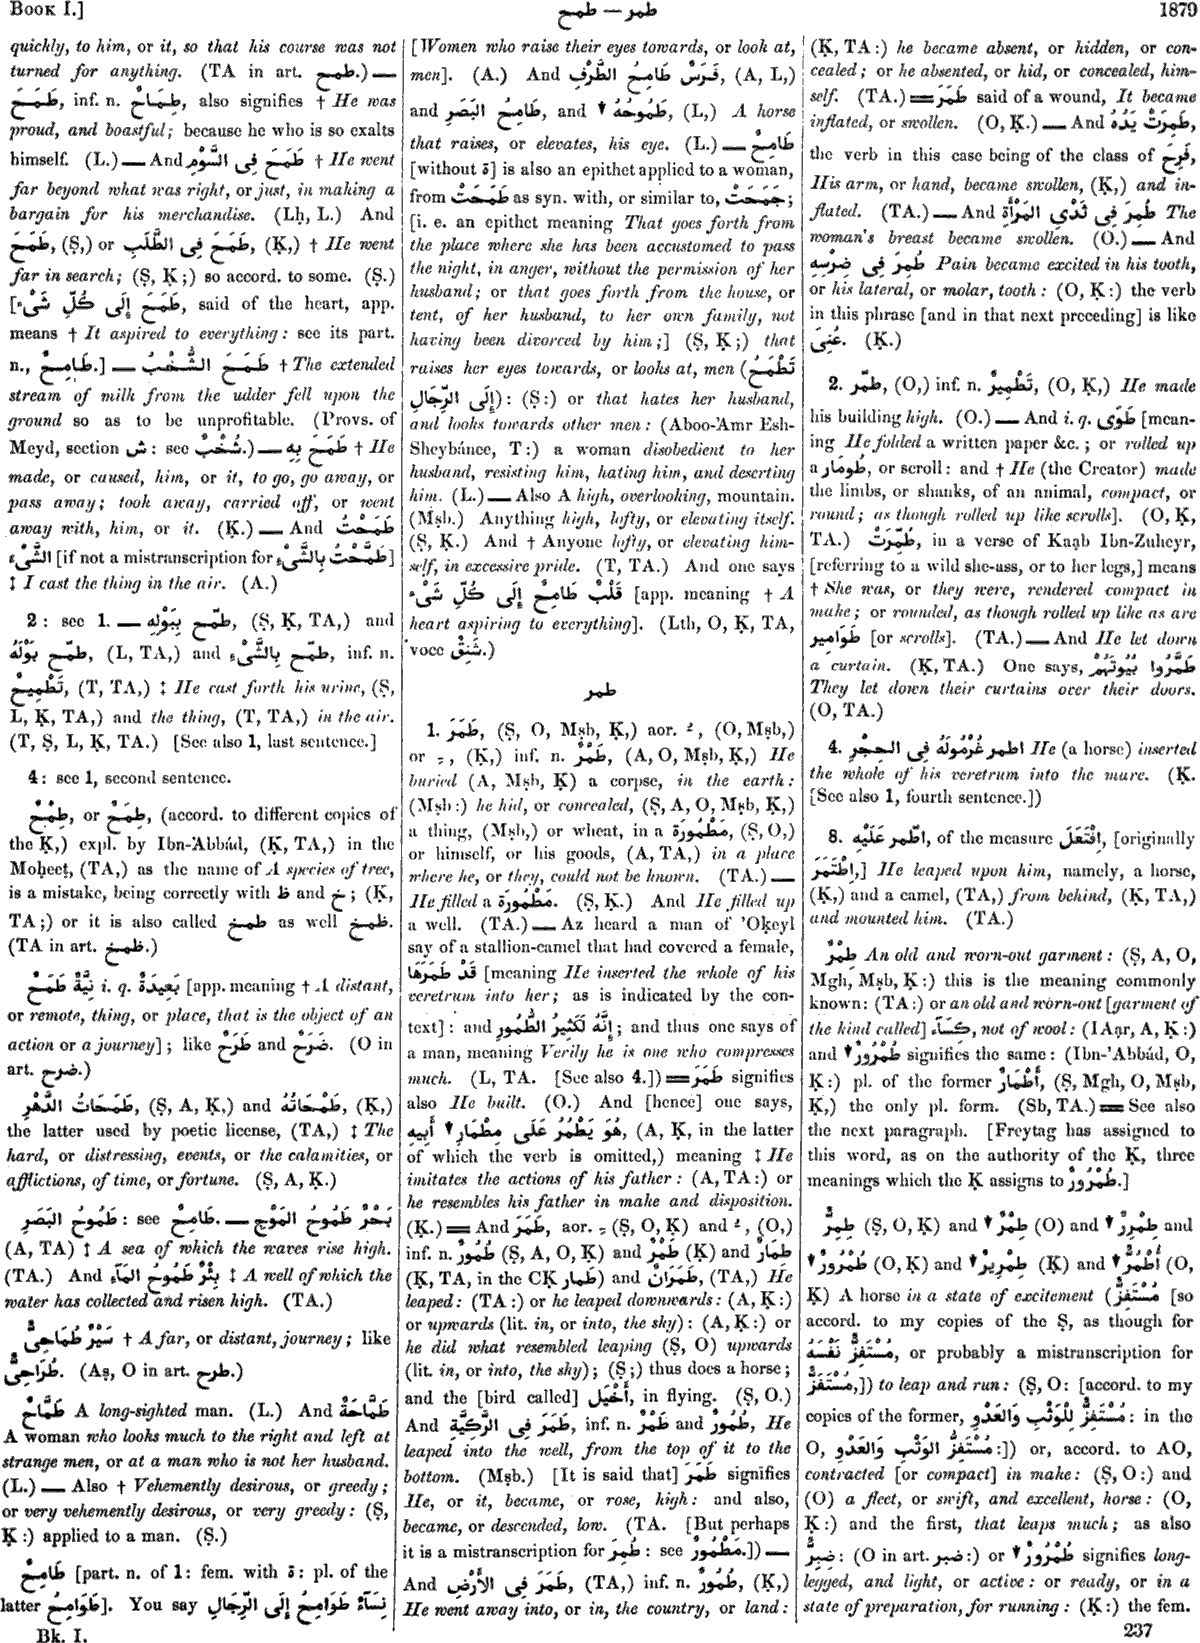 BOOK I.]
طمر — طمح
1879
quickly, to him, or it, so that his course was not
turned for anything. (TA in art. طمح.) —
طَمَحَ, inf. n. طِمَاحٌ, also signifies † He was
proud, and boastful; because he who is so exalts
himself. (L.) — And طَمَحَ فِى السَّوْمِ † He went
far beyond what was right, or just, in making a
bargain for his merchandise. (Lḥ, L.) And
طَمَحَ, (Ṣ,) or طَمَحَ فِى الطَّلَبِ, (Ḳ,) † He went
far in search; (Ṣ, Ḳ;) so accord. to some. (Ṣ.)
[طَمَحَ إِلَى كُلِّ شَىْءٍ, said of the heart, app.
means † It aspired to everything: see its part.
n., طَامِحٌ.] — طَمَحَ الشُّخْبُ † The extended
stream of milk from the udder fell upon the
ground so as to be unprofitable. (Provs. of
Meyd, section ش: see شُخْبٌ.) — طَمَحَ بِهِ † He
made, or caused, him, or it, to go, go away, or
pass away; took away, carried off, or went
away with, him, or it. (Ḳ.) — And طَمَحْتُ
الشَّىْءَ [if not a mistranscription for طَمَّحْتُ بِالشَّىْءِ]
‡ I cast the thing in the air. (A.)
2: see 1. — طمّح بِبَوْلِهِ, (Ṣ, Ḳ, TA,) and
طمّح بَوْلَهُ, (L, TA,) and طمّح بِالشَّىْءِ, inf. n.
تَطْمِيحٌ, (T, TA,) ‡ He cast forth his urine, (Ṣ,
L, Ḳ, TA,) and the thing, (T, TA,) in the air.
(T, Ṣ, L, Ḳ, TA.) [See also 1, last sentence.]
4: see 1, second sentence.
طِمْحٌ, or طِمَحٌ, (accord. to different copies of
the Ḳ,) expl. by Ibn-'Abbád, (Ḳ, TA,) in the
Moḥeeṭ, (TA,) as the name of A species of tree,
is a mistake, being correctly with ظ and خ; (Ḳ,
TA;) or it is also called طمخ as well ظمخ.
(TA in art. ظمخ.)
نِيَّةٌ طَمَحٌ i. q. بَعِيدَةٌ [app. meaning † A distant,
or remote, thing, or place, that is the object of an
action or a journey]; like طَرَحٌ and ضَرَحٌ. (O in
art. ضرح.)
طَمَحَاتُ الدَّهْرِ, (Ṣ, A, Ḳ,) and طَمْحَاتُهُ, (Ḳ,)
the latter used by poetic license, (TA,) ‡ The
hard, or distressing, events, or the calamities, or
afflictions, of time, or fortune. (Ṣ, A, Ḳ.)
طَمُوحُ البَصَرِ: see طَامِحٌ. — بَحْرٌ طَمُوحُ المَوْجِ
(A, TA) ‡ A sea of which the waves rise high.
(TA.) And بِئْرٌ طَمُوحُ المَآءِ ‡ A well of which the
water has collected and risen high. (TA.)
سَيْرٌ طُمَاحِىٌّ † A far, or distant, journey; like
طُرَاحِىٌّ. (Aṣ, O in art. طرح.)
طَمَّاحٌ A long-sighted man. (L.) And طَمَّاحَةٌ
A woman who looks much to the right and left at
strange men, or at a man who is not her husband.
(L.) — Also † Vehemently desirous, or greedy;
or very vehemently desirous, or very greedy: (Ṣ,
Ḳ:) applied to a man. (Ṣ.)
طَامِحٌ [part. n. of 1: fem. with ة: pl. of the
latter طَوَامِحُ]. You say نِسَآءٌ طَوَامِحُ إِلَى الرِّجَالِ
Bk. I.
[Women who raise their eyes towards, or look at,
men]. (A.) And فَرَسٌ طَامِحُ الطَّرْفِ, (A, L,)
and طَامِحُ البَصَرِ, and ▼ طَمُوحُهُ, (L,) A horse
that raises, or elevates, his eye. (L.) — طَامِحٌ
[without ة] is also an epithet applied to a woman,
from طَمَحَتْ as syn. with, or similar to, جَمَحَتْ;
[i. e. an epithet meaning That goes forth from
the place where she has been accustomed to pass
the night, in anger, without the permission of her
husband; or that goes forth from the house, or
tent, of her husband, to her own family, not
having been divorced by him;] (Ṣ, Ḳ;) that
raises her eyes towards, or looks at, men (تَطْمَحُ
إِلَى الرِّجَالِ): (Ṣ:) or that hates her husband,
and looks towards other men: (Aboo-'Amr Esh-
Sheybánee, T:) a woman disobedient to her
husband, resisting him, hating him, and deserting
him. (L.) — Also A high, overlooking, mountain.
(Mṣb.) Anything high, lofty, or elevating itself.
(Ṣ, Ḳ.) And † Anyone lofty, or elevating him-
self, in excessive pride. (T, TA.) And one says
قَلْبٌ طَامِحٌ إِلَى كُلِّ شَىْءٍ [app. meaning † A
heart aspiring to everything]. (Lth, O, Ḳ, TA,
voce شَنِقٌ.)
طمر
1. طَمَرَ, (Ṣ, O, Mṣb, Ḳ,) aor. ـُ, (O, Mṣb,)
or ـِ, (Ḳ,) inf. n. طَمْرٌ, (A, O, Mṣb, Ḳ,) He
buried (A, Mṣb, Ḳ) a corpse, in the earth:
(Mṣb:) he hid, or concealed, (Ṣ, A, O, Mṣb, Ḳ,)
a thing, (Mṣb,) or wheat, in a مَطْمُورَة, (Ṣ, O,)
or himself, or his goods, (A, TA,) in a place
where he, or they, could not be known. (TA.) —
He filled a مَطْمُورَة. (Ṣ, Ḳ.) And He filled up
a well. (TA.) — Az heard a man of 'Oḳeyl
say of a stallion-camel that had covered a female,
قَدْ طَمَرَهَا [meaning He inserted the whole of his
veretrum into her; as is indicated by the con-
text]: and إِنَّهُ لَكَثِيرُ الطُّمُورِ; and thus one says of
a man, meaning Verily he is one who compresses
much. (L, TA. [See also 4.]) == طَمَرَ signifies
also He built. (O.) And [hence] one says,
هُوَ يَطْمُرُ عَلَى ▼ مِطْمَارِ أَبِيهِ, (A, Ḳ, in the latter
of which the verb is omitted,) meaning ‡ He
imitates the actions of his father: (A, TA:) or
he resembles his father in make and disposition.
(Ḳ.) == And طَمَرَ, aor. ـِ (Ṣ, O, Ḳ) and ـُ, (O,)
inf. n. طُمُورٌ (Ṣ, A, O, Ḳ) and طَمْرٌ (Ḳ) and طِمَارٌ
(Ḳ, TA, in the CḲ طَمار) and طَمَرَانٌ, (TA,) He
leaped: (TA:) or he leaped downwards: (A, Ḳ:)
or upwards (lit. in, or into, the sky): (A, Ḳ:) or
he did what resembled leaping (Ṣ, O) upwards
(lit. in, or into, the sky); (Ṣ;) thus does a horse;
and the [bird called] أَخْيَل, in flying. (Ṣ, O.)
And طَمَرَ فِى الرَّكِيَّةِ, inf. n. طَمْرٌ and طُمُورٌ, He
leaped into the well, from the top of it to the
bottom. (Mṣb.) [It is said that] طَمَرَ signifies
He, or it, became, or rose, high: and also,
became, or descended, low. (TA. [But perhaps
it is a mistranscription for طُمِرَ: see مَطْمُورٌ.]) —
And طَمَرَ فِى الأَرْضِ, (TA,) inf. n. طُمُورٌ, (Ḳ,)
He went away into, or in, the country, or land:
(Ḳ, TA:) he became absent, or hidden, or con-
cealed; or he absented, or hid, or concealed, him-
self. (TA.) == طَمَرَ said of a wound, It became
inflated, or swollen. (O, Ḳ.) — And طَمِرَتْ يَدُهُ,
the verb in this case being of the class of فَرِحَ,
His arm, or hand, became swollen, (Ḳ,) and in-
flated. (TA.) — And طُمِرَ فِى ثَدْىِ المَرْأَةِ The
woman's breast became swollen. (O.) — And
طُمِرَ فِى ضِرْسِهِ Pain became excited in his tooth,
or his lateral, or molar, tooth: (O, Ḳ:) the verb
in this phrase [and in that next preceding] is like
عُنِىَ. (Ḳ.)
2. طمّر, (O,) inf. n. تَطْمِيرٌ, (O, Ḳ,) He made
his building high. (O.) — And i. q. طَوَى [mean-
ing He folded a written paper &c.; or rolled up
a طُومَار, or scroll: and † He (the Creator) made
the limbs, or shanks, of an animal, compact, or
round; as though rolled up like scrolls]. (O, Ḳ,
TA.) طُمِّرَتْ, in a verse of Kaạb Ibn-Zuheyr,
[referring to a wild she-ass, or to her legs,] means
† She was, or they were, rendered compact in
make; or rounded, as though rolled up like as are
طَوَامِير [or scrolls]. (TA.) — And He let down
a curtain. (Ḳ, TA.) One says, طَمَّرُوا بُيُوتَهُمْ
They let down their curtains over their doors.
(O, TA.)
4. اطمر غُرْمُولَهُ فِى الحِجْرِ He (a horse) inserted
the whole of his veretrum into the mare. (Ḳ.
[See also 1, fourth sentence.])
8. اطّمر عَلَيْهِ, of the measure افْتَعَلَ, [originally
اطْتَمَرَ,] He leaped upon him, namely, a horse,
(Ḳ,) and a camel, (TA,) from behind, (Ḳ, TA,)
and mounted him. (TA.)
طِمْرٌ An old and worn-out garment: (Ṣ, A, O,
Mgh, Mṣb, Ḳ:) this is the meaning commonly
known: (TA:) or an old and worn-out [garment of
the kind called] كِسَآء, not of wool: (IAạr, A, Ḳ:)
and ▼ طُمْرُورٌ signifies the same: (Ibn-'Abbád, O,
Ḳ:) pl. of the former أَطْمَارٌ, (Ṣ, Mgh, O, Mṣb,
Ḳ,) the only pl. form. (Sb, TA.) == See also
the next paragraph. [Freytag has assigned to
this word, as on the authority of the Ḳ, three
meanings which the Ḳ assigns to طُمْرُورٌ.]
طِمِرٌّ (Ṣ, O, Ḳ) and ▼ طِمْرٌ (O) and ▼ طِمْرِرٌ and
▼ طُمْرُورٌ (O, Ḳ) and ▼ طِمْرِيرٌ (Ḳ) and ▼ أُطْمُرٌّ (O,
Ḳ) A horse in a state of excitement (مُسْتَفِزٌّ [so
accord. to my copies of the Ṣ, as though for
مُسْتَفِزٌّ نَفْسَهُ, or probably a mistranscription for
مُسْتَفَزٌّ,]) to leap and run: (Ṣ, O: [accord. to my
copies of the former, مُسْتَفِزٌّ لِلْوَثْبِ وَالعَدْوِ: in the
O, مُسْتَفِزُّ الوَثْبِ وَالعَدْوِ:]) or, accord. to AO,
contracted [or compact] in make: (Ṣ, O:) and
(O) a fleet, or swift, and excellent, horse: (O,
Ḳ:) and the first, that leaps much; as also
ضِبِرٌّ: (O in art. ضبر:) or ▼ طُمْرُورٌ signifies long-
legged, and light, or active: or ready, or in a
state of preparation, for running: (Ḳ:) the fem.
237